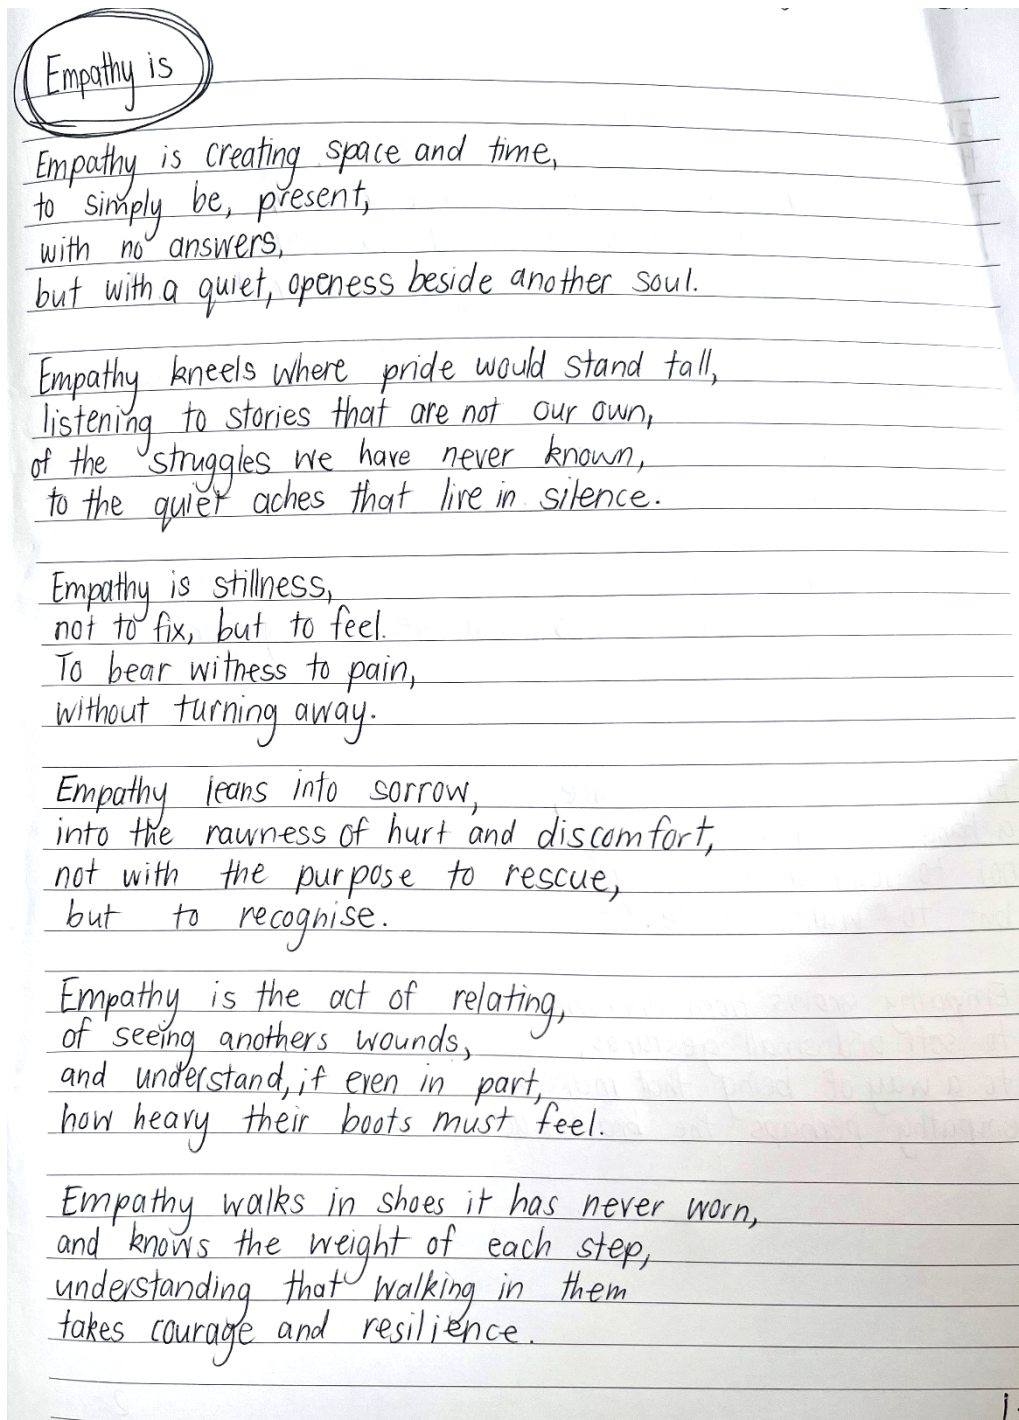 Empathy is
Empathy is creating space and time,
to simply be, present,
with no answers,
but with a quiet, openess beside another soul.
Empathy kneels where pride would stand tall,
listening to stories that are not our own,
of the struggles we have never known,
to the quiet aches that live in silence.
Empathy is stillness,
not to fix, but to feel.
To bear witness to pain,
without turning away.
Empathy leans into sorrow,
into the rawness of hurt and discomfort,
not with the purpose to rescue,
but to recognise.
Empathy is the act of relating,
of seeing anothers wounds,
and understand, if even in part,
how heavy their boots must feel.
Empathy walks in shoes it has never worn,
and knows the weight of each step,
understanding that walking in them
takes courage and resilience.